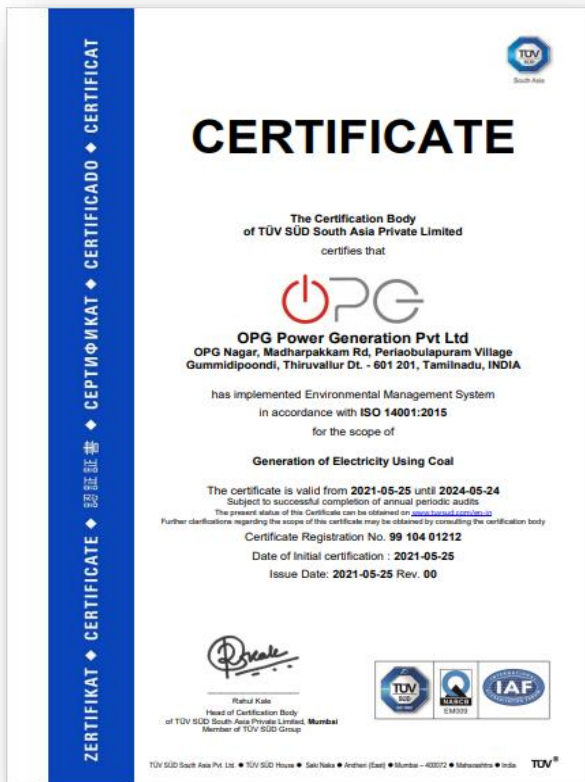 ZERTIFIKAT ◆ CERTIFICATE ◆ 認証証書 ◆ СЕРТИФИКАТ ◆ CERTIFICADO ◆ CERTIFICAT
TÜV
SÜD
South Asia
CERTIFICATE
The Certification Body
of TÜV SÜD South Asia Private Limited
certifies that
OPG
OPG Power Generation Pvt Ltd
OPG Nagar, Madharpakkam Rd, Periaobulapuram Village
Gummidipoondi, Thiruvallur Dt. - 601 201, Tamilnadu, INDIA
has implemented Environmental Management System
in accordance with ISO 14001:2015
for the scope of
Generation of Electricity Using Coal
The certificate is valid from 2021-05-25 until 2024-05-24
Subject to successful completion of annual periodic audits
The present status of this Certificate can be obtained on www.tuvsud.com/en-in
Further clarifications regarding the scope of this certificate may be obtained by consulting the certification body
Certificate Registration No. 99 104 01212
Date of Initial certification : 2021-05-25
Issue Date: 2021-05-25 Rev. 00
Rahul Kale
Head of Certification Body
of TÜV SÜD South Asia Private Limited, Mumbai
Member of TÜV SÜD Group
TÜV
SÜD
NABCB
EM009
IAF
TÜV SÜD South Asia Pvt. Ltd. ● TÜV SÜD House ● Saki Naka ● Andheri (East) ● Mumbai – 400072 ● Maharashtra ● India
TÜV®